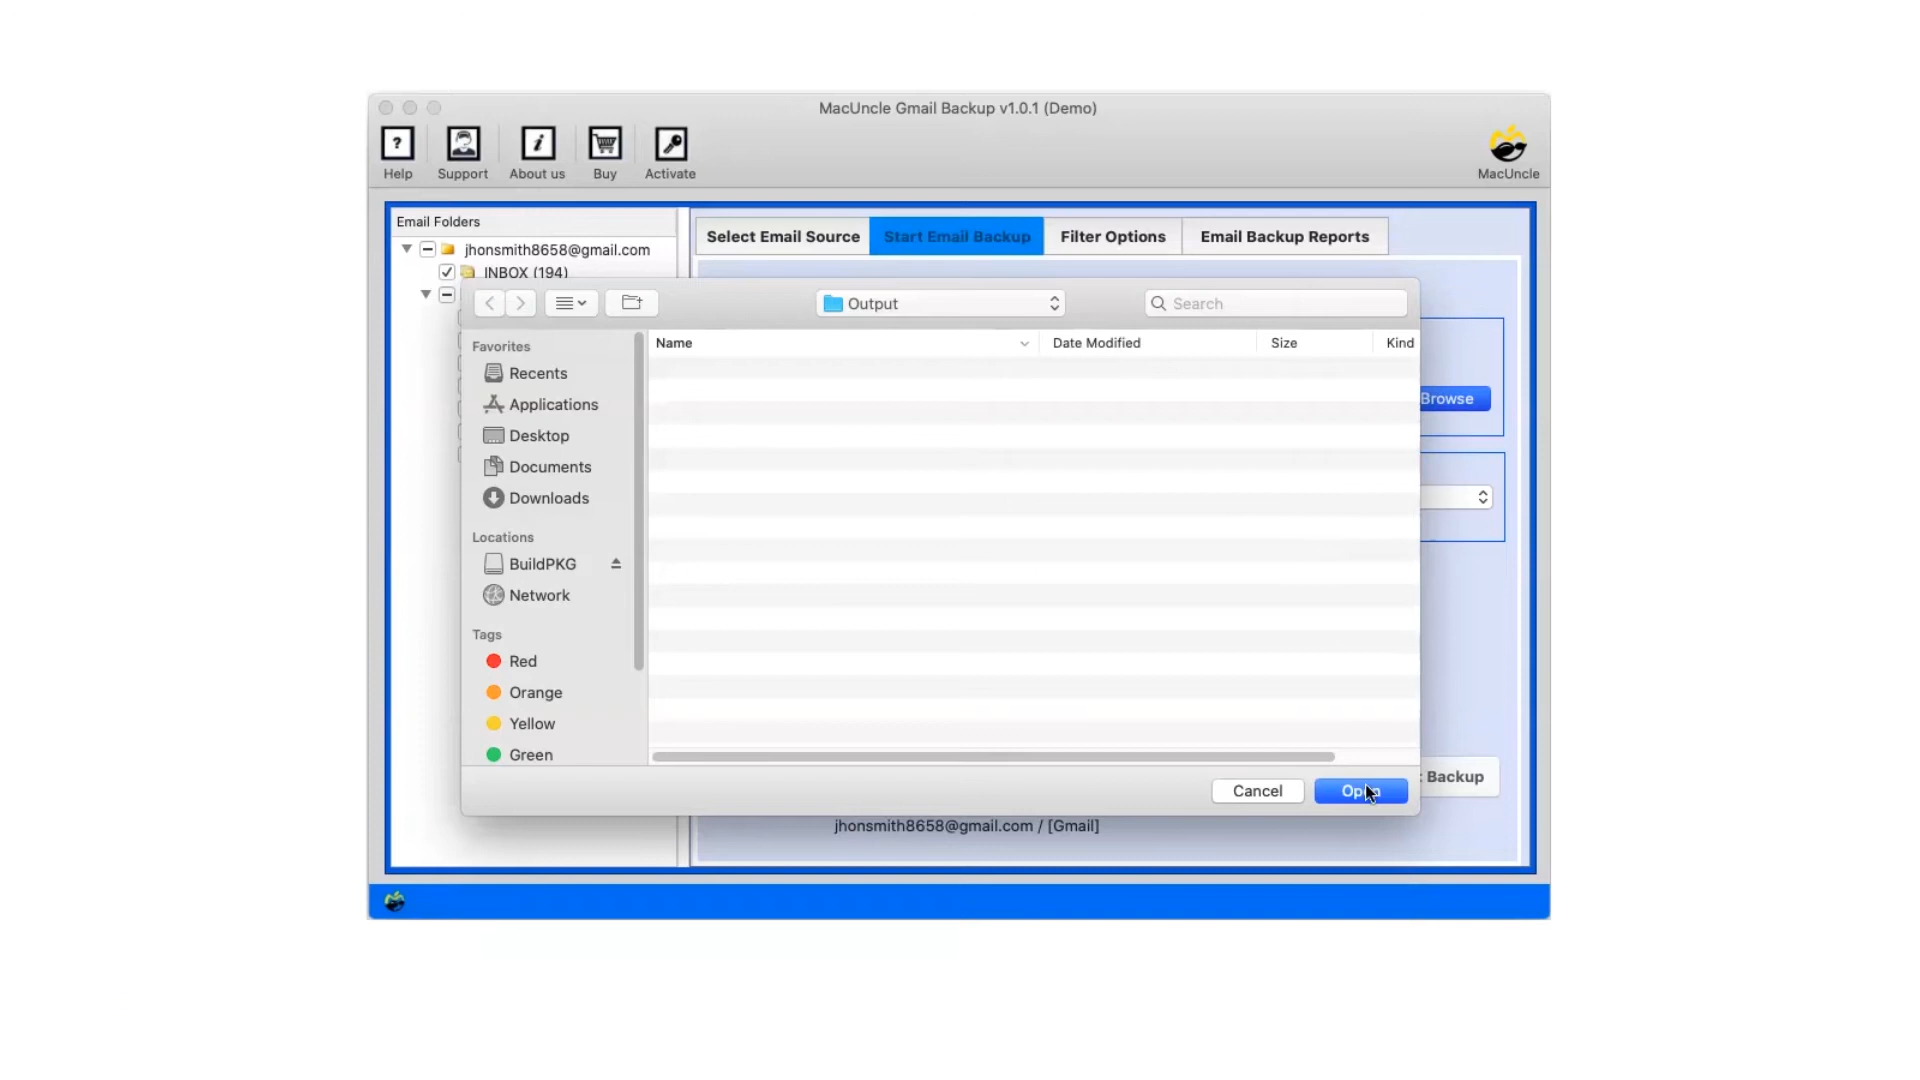 MacUncle Gmail Backup v1.0.1 (Demo)
Help
Support
About us
Buy
Activate
MacUncle
Email Folders
jhonsmith8658@gmail.com
INBOX (194)
Select Email Source
Start Email Backup
Filter Options
Email Backup Reports
Output
Search
Favorites
Recents
Applications
Desktop
Documents
Downloads
Locations
BuildPKG
Network
Tags
Red
Orange
Yellow
Green
Name
Date Modified
Size
Kind
Browse
Cancel
Open
Backup
jhonsmith8658@gmail.com / [Gmail]